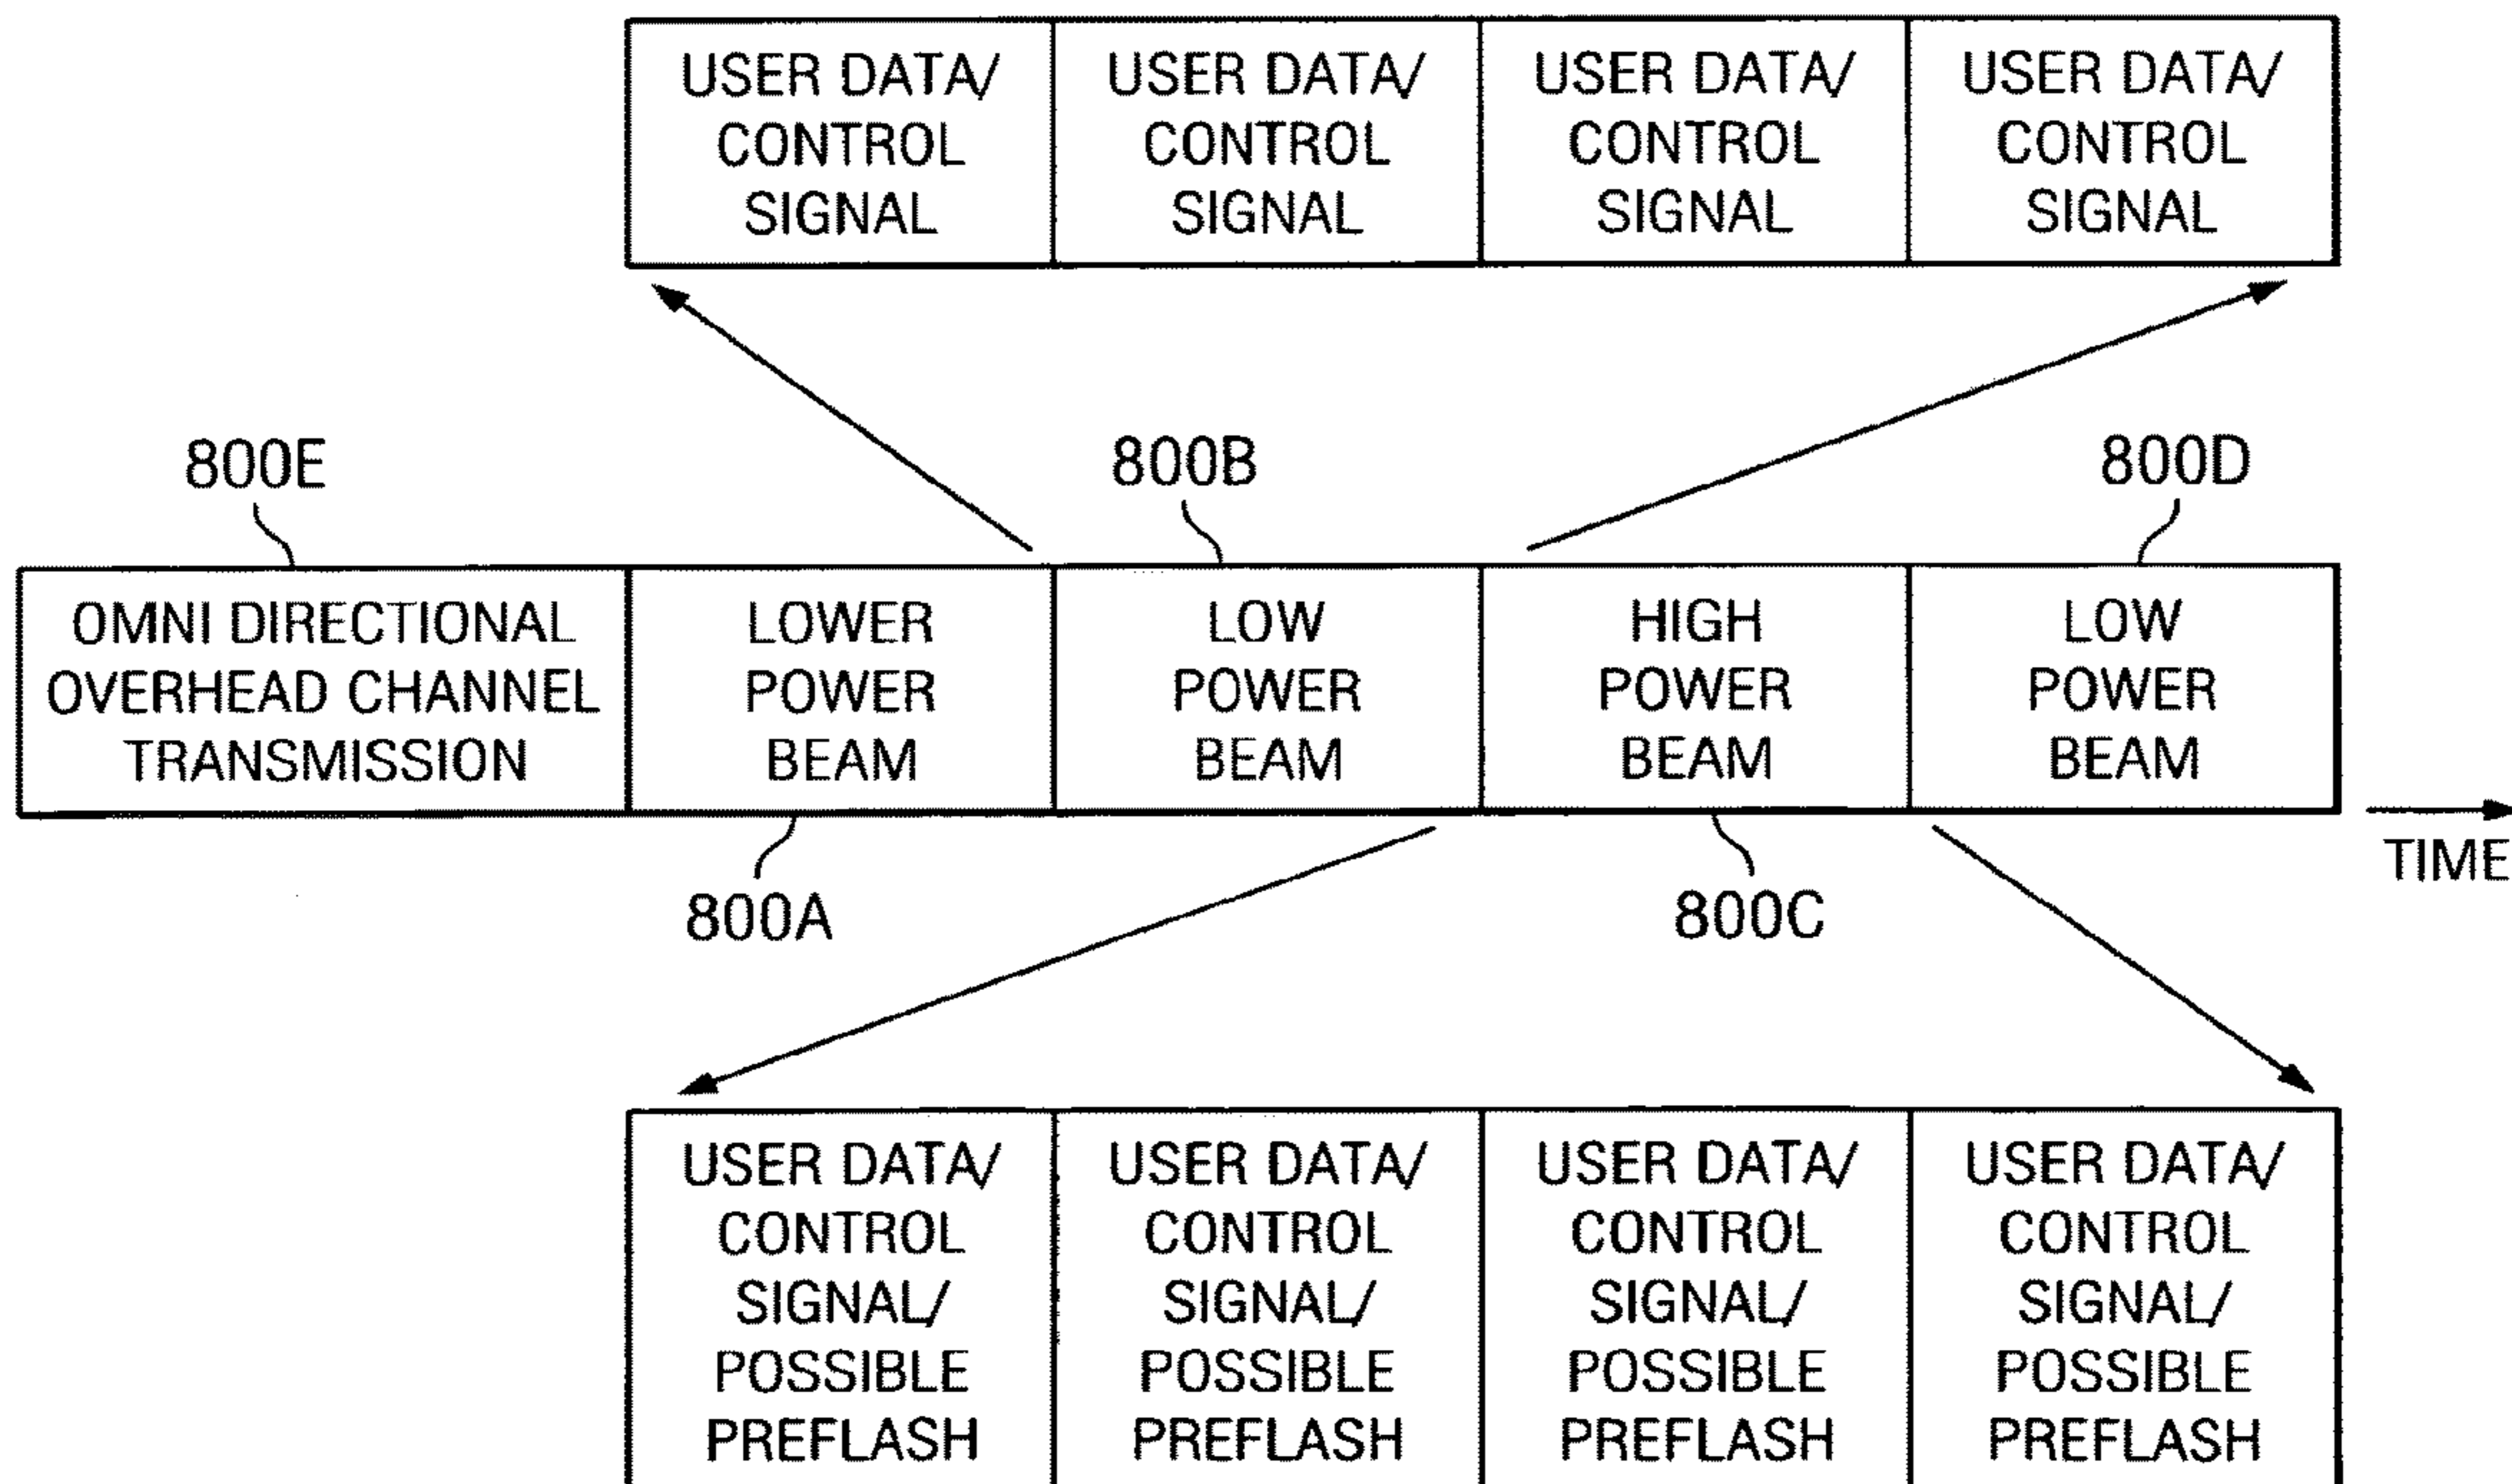 USER DATA/
CONTROL
SIGNAL
USER DATA/
CONTROL
SIGNAL
USER DATA/
CONTROL
SIGNAL
USER DATA/
CONTROL
SIGNAL
800E
800B
800D
OMNI DIRECTIONAL
OVERHEAD CHANNEL
TRANSMISSION
LOWER
POWER
BEAM
LOW
POWER
BEAM
HIGH
POWER
BEAM
LOW
POWER
BEAM
TIME
800A
800C
USER DATA/
CONTROL
SIGNAL/
POSSIBLE
PREFLASH
USER DATA/
CONTROL
SIGNAL/
POSSIBLE
PREFLASH
USER DATA/
CONTROL
SIGNAL/
POSSIBLE
PREFLASH
USER DATA/
CONTROL
SIGNAL/
POSSIBLE
PREFLASH